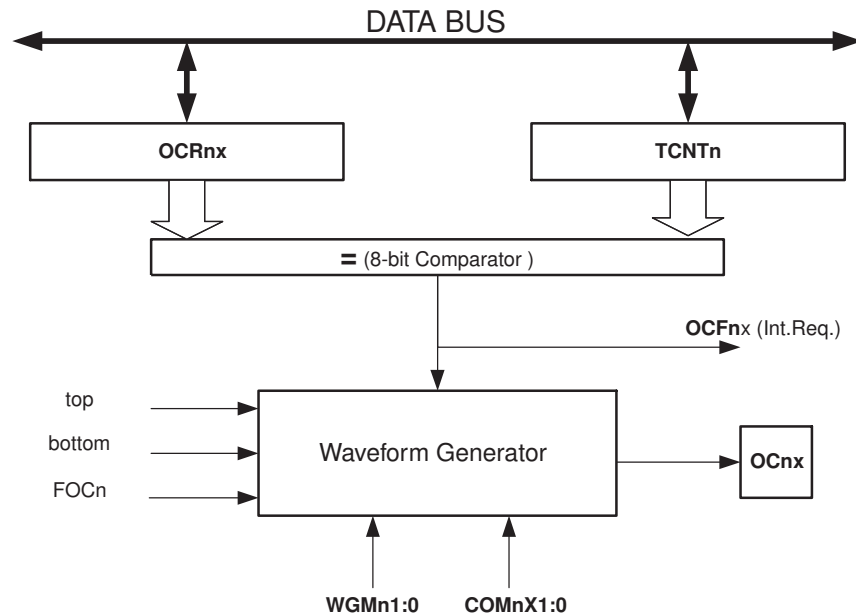 DATA BUS
OCRnx
TCNTn
= (8-bit Comparator )
OCFnx (Int.Req.)
top
bottom
FOCn
Waveform Generator
OCnx
WGMn1:0
COMnX1:0